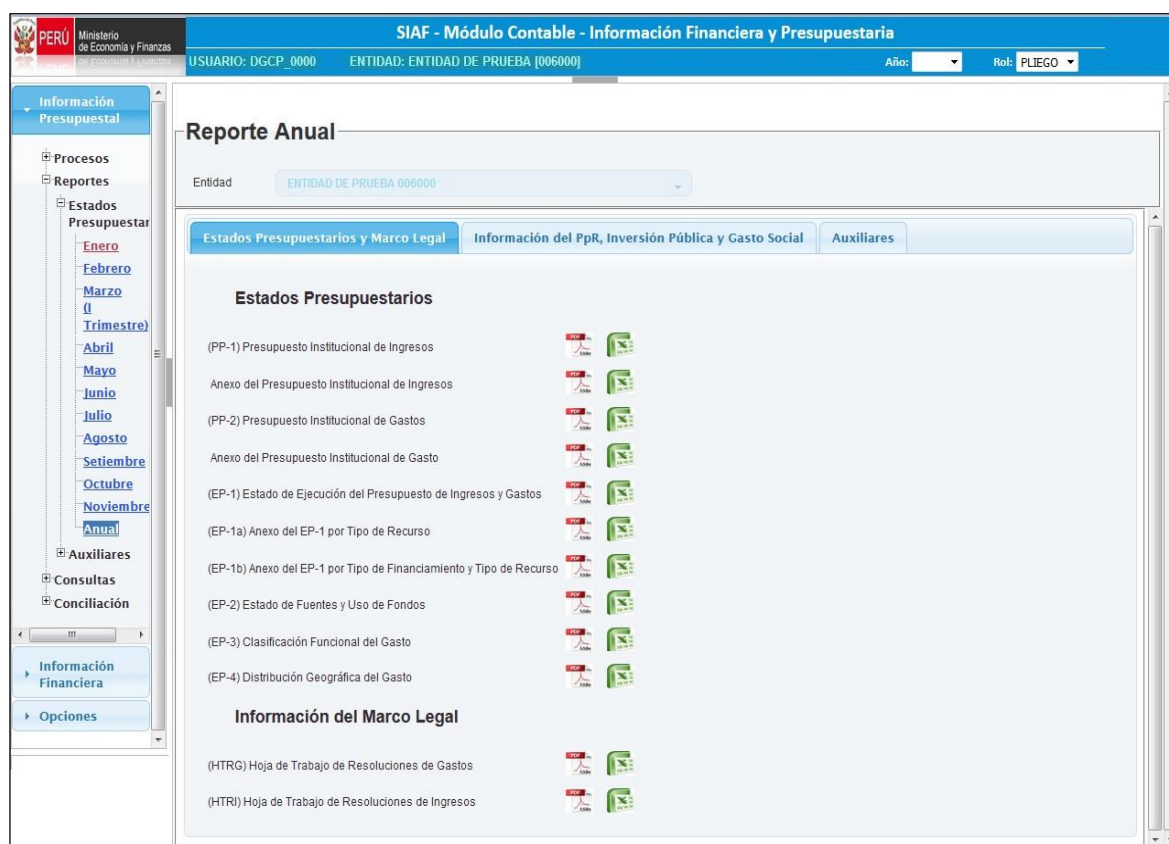 PERÚ
Ministerio
de Economía y Finanzas
SIAF - Módulo Contable - Información Financiera y Presupuestaria
USUARIO: DGCP_0000 ENTIDAD: ENTIDAD DE PRUEBA [006000] Año: Rol: PLIEGO
Información
Presupuestal
Procesos
Reportes
Estados
Presupuestar
Enero
Febrero
Marzo
(I
Trimestre)
Abril
Mayo
Junio
Julio
Agosto
Setiembre
Octubre
Noviembre
Anual
Auxiliares
Consultas
Conciliación
Información
Financiera
Opciones
Reporte Anual
Entidad ENTIDAD DE PRUEBA 006000
Estados Presupuestarios y Marco Legal Información del PpR, Inversión Pública y Gasto Social Auxiliares
Estados Presupuestarios
(PP-1) Presupuesto Institucional de Ingresos
Anexo del Presupuesto Institucional de Ingresos
(PP-2) Presupuesto Institucional de Gastos
Anexo del Presupuesto Institucional de Gasto
(EP-1) Estado de Ejecución del Presupuesto de Ingresos y Gastos
(EP-1a) Anexo del EP-1 por Tipo de Recurso
(EP-1b) Anexo del EP-1 por Tipo de Financiamiento y Tipo de Recurso
(EP-2) Estado de Fuentes y Uso de Fondos
(EP-3) Clasificación Funcional del Gasto
(EP-4) Distribución Geográfica del Gasto
Información del Marco Legal
(HTRG) Hoja de Trabajo de Resoluciones de Gastos
(HTRI) Hoja de Trabajo de Resoluciones de Ingresos